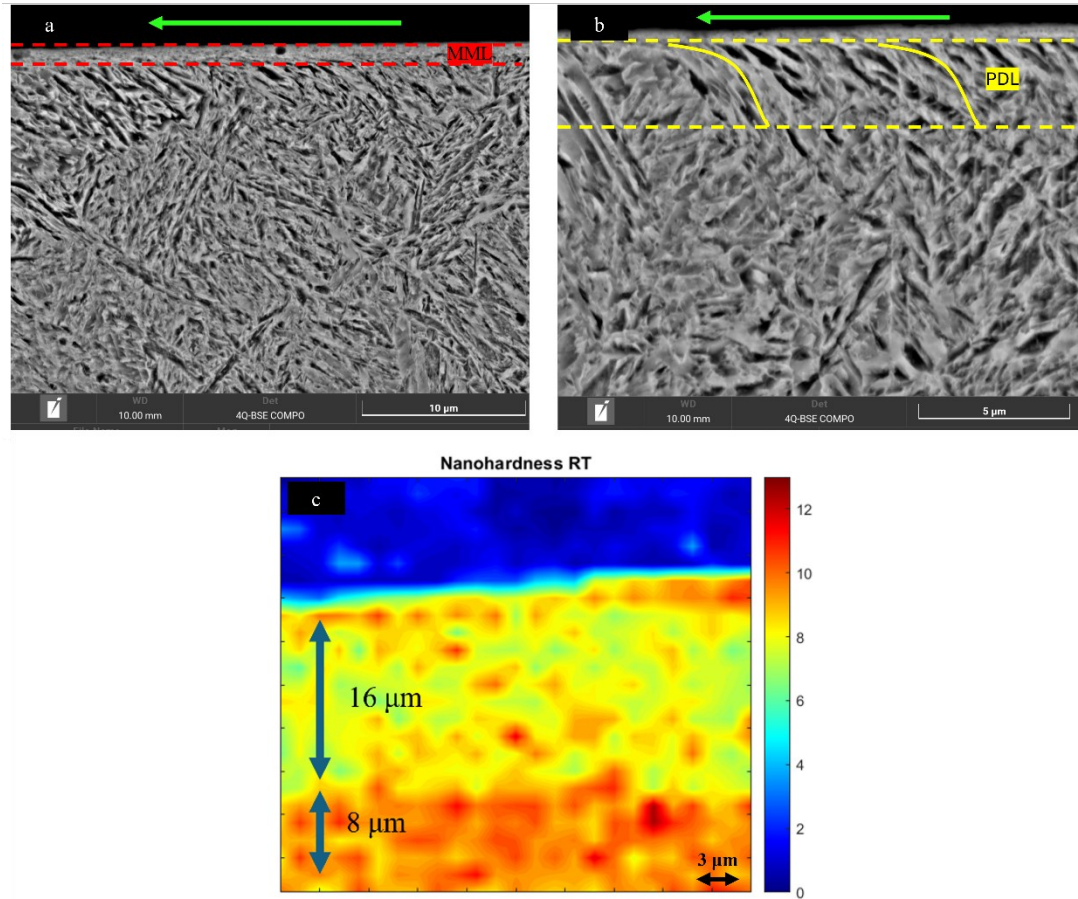 a
MML
WD
10.00 mm
Det
4Q-BSE COMPO
10 μm
b
PDL
WD
10.00 mm
Det
4Q-BSE COMPO
5 μm
Nanohardness RT
c
16 μm
8 μm
3 μm
12
10
8
6
4
2
0